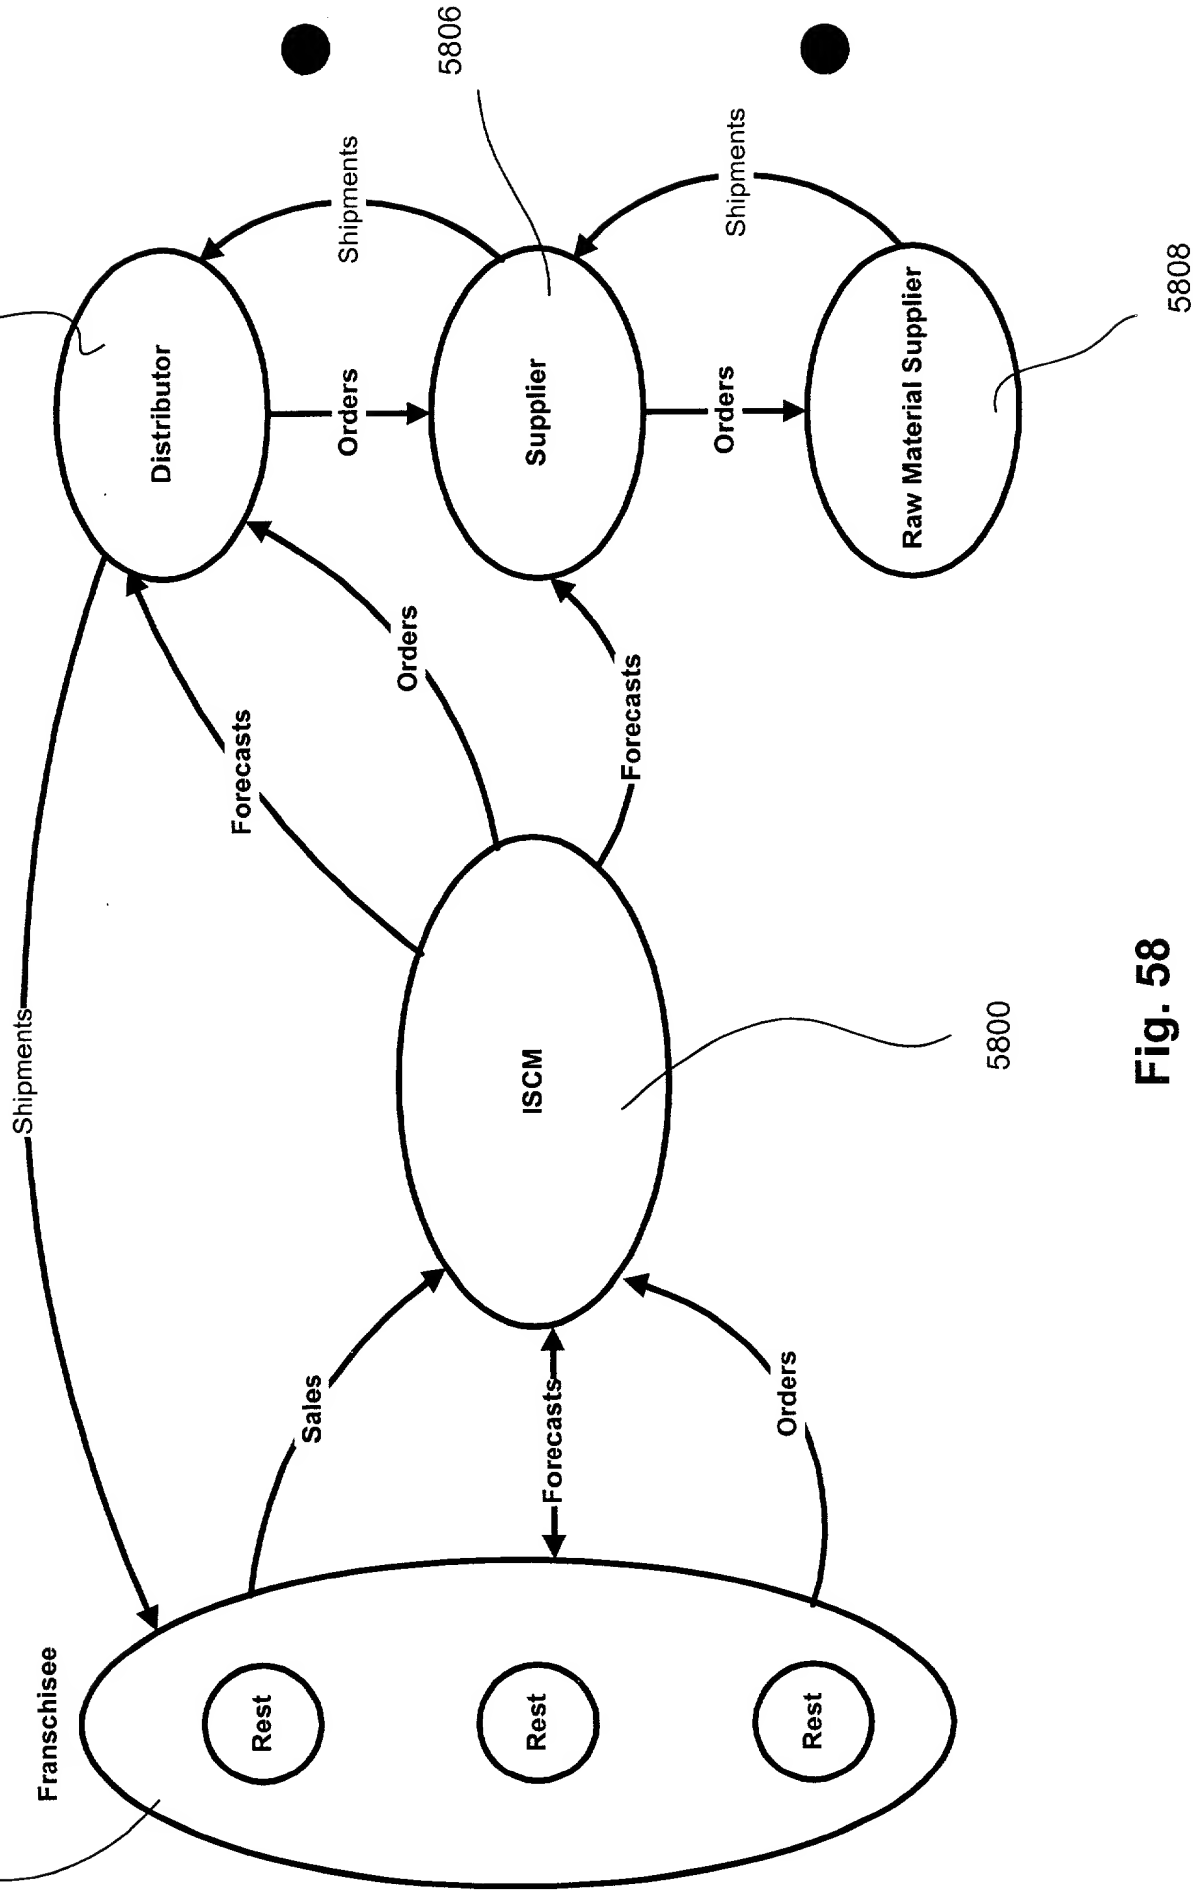 Shipments
Franschisee
Rest
Rest
Rest
Sales
Forecasts
Orders
ISCM
5800
Forecasts
Orders
Forecasts
Distributor
Shipments
Orders
Supplier
5806
Shipments
Orders
Raw Material Supplier
5808
Fig. 58